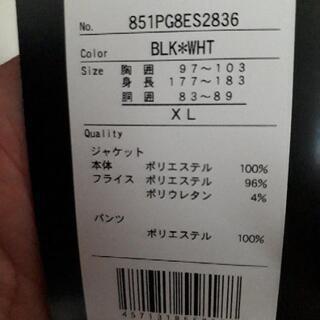 No. 851PG8ES2836
Color BLK*WHT
Size 胸囲 97〜103
身長 177〜183
胴囲 83〜89
XL
Quality
ジャケット
本体 ポリエステル 100%
フライス ポリエステル 96%
ポリウレタン 4%
パンツ
ポリエステル 100%